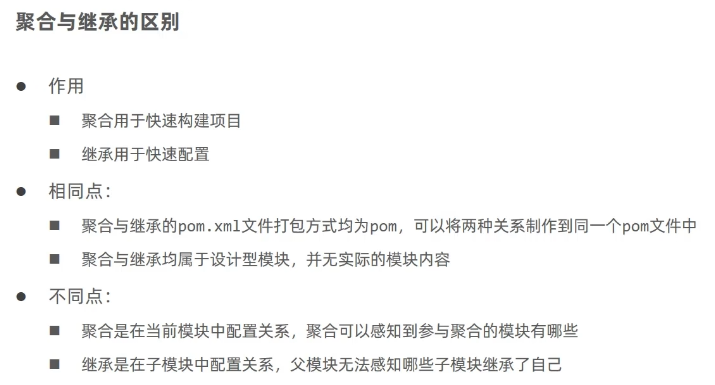 聚合与继承的区别
作用
聚合用于快速构建项目
继承用于快速配置
相同点：
聚合与继承的pom.xml文件打包方式均为pom，可以将两种关系制作到同一个pom文件中
聚合与继承均属于设计型模块，并无实际的模块内容
不同点：
聚合是在当前模块中配置关系，聚合可以感知到参与聚合的模块有哪些
继承是在子模块中配置关系，父模块无法感知哪些子模块继承了自己